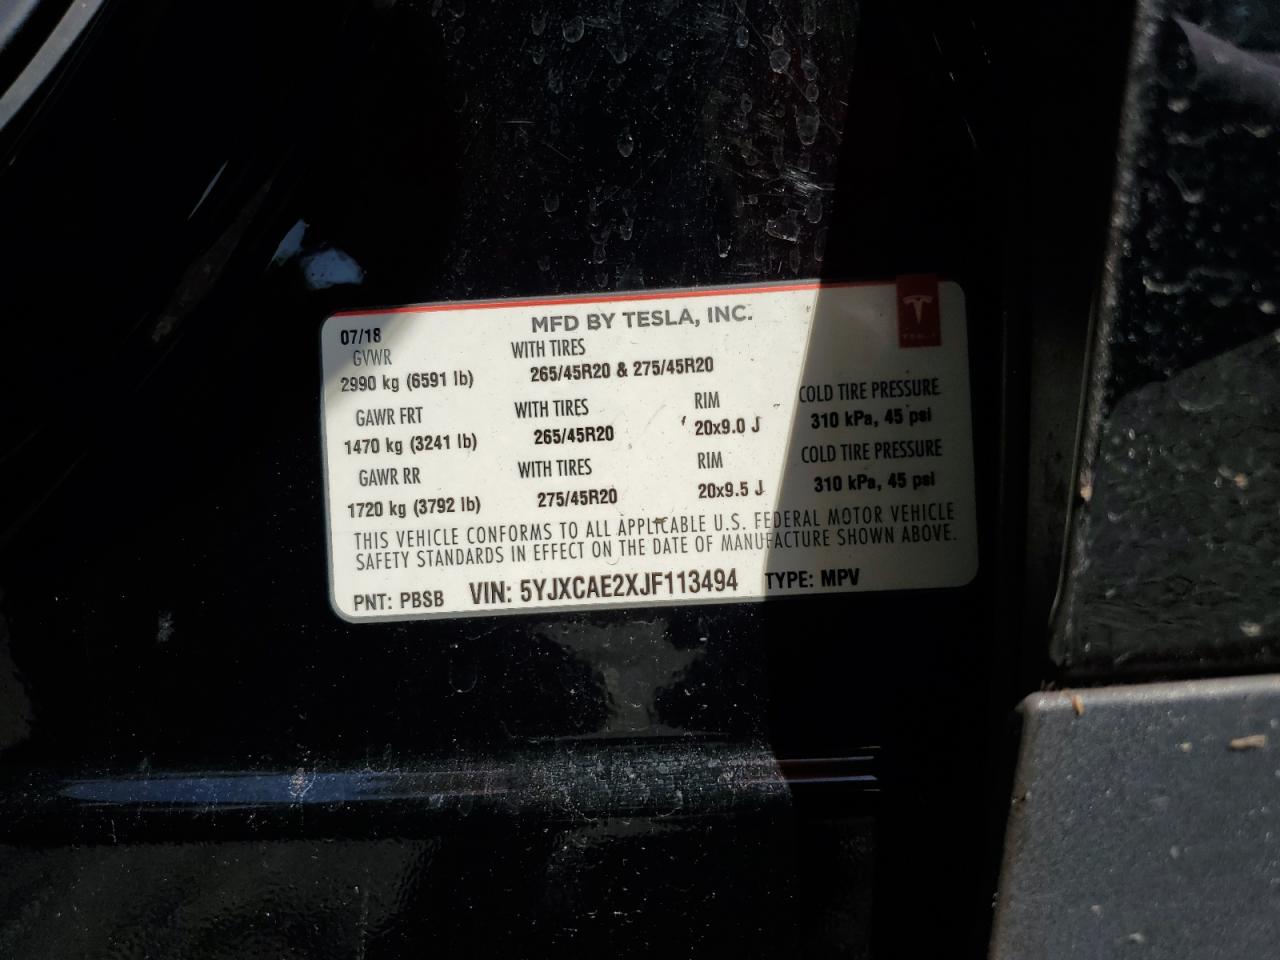 MFD BY TESLA, INC.
07/18
GVWR WITH TIRES
2990 kg (6591 lb) 265/45R20 & 275/45R20
GAWR FRT WITH TIRES RIM COLD TIRE PRESSURE
1470 kg (3241 lb) 265/45R20 20x9.0 J 310 kPa, 45 psi
GAWR RR WITH TIRES RIM COLD TIRE PRESSURE
1720 kg (3792 lb) 275/45R20 20x9.5 J 310 kPa, 45 psi
THIS VEHICLE CONFORMS TO ALL APPLICABLE U.S. FEDERAL MOTOR VEHICLE
SAFETY STANDARDS IN EFFECT ON THE DATE OF MANUFACTURE SHOWN ABOVE.
PNT: PBSB VIN: 5YJXCAE2XJF113494 TYPE: MPV